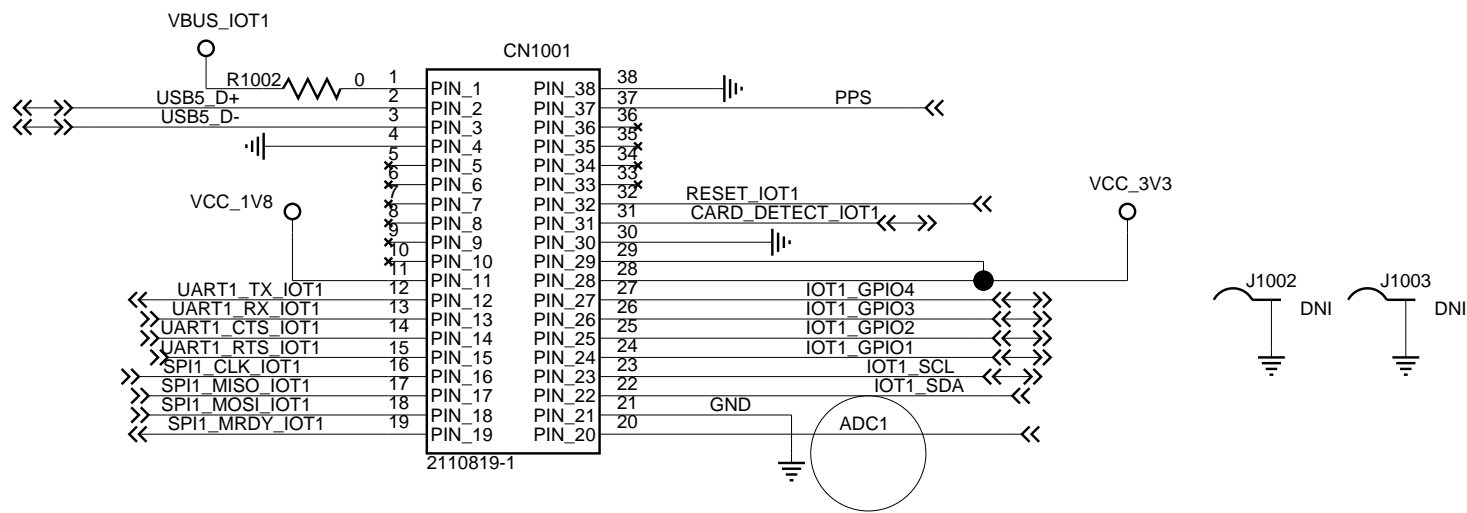 VBUS_IOT1
CN1001
R1002 0 1 PIN_1 PIN_38 38
USB5_D+ 2 PIN_2 PIN_37 37 PPS
USB5_D- 3 PIN_3 PIN_36 36
4 PIN_4 PIN_35 35
5 PIN_5 PIN_34 34
6 PIN_6 PIN_33 33
VCC_1V8 7 PIN_7 PIN_32 32 RESET_IOT1 VCC_3V3
8 PIN_8 PIN_31 31 CARD_DETECT_IOT1
9 PIN_9 PIN_30 30
10 PIN_10 PIN_29 29
11 PIN_11 PIN_28 28
UART1_TX_IOT1 12 PIN_12 PIN_27 27 IOT1_GPIO4
UART1_RX_IOT1 13 PIN_13 PIN_26 26 IOT1_GPIO3
UART1_CTS_IOT1 14 PIN_14 PIN_25 25 IOT1_GPIO2
UART1_RTS_IOT1 15 PIN_15 PIN_24 24 IOT1_GPIO1
SPI1_CLK_IOT1 16 PIN_16 PIN_23 23 IOT1_SCL
SPI1_MISO_IOT1 17 PIN_17 PIN_22 22 IOT1_SDA
SPI1_MOSI_IOT1 18 PIN_18 PIN_21 21 GND
SPI1_MRDY_IOT1 19 PIN_19 PIN_20 20 ADC1
2110819-1
J1002 DNI
J1003 DNI